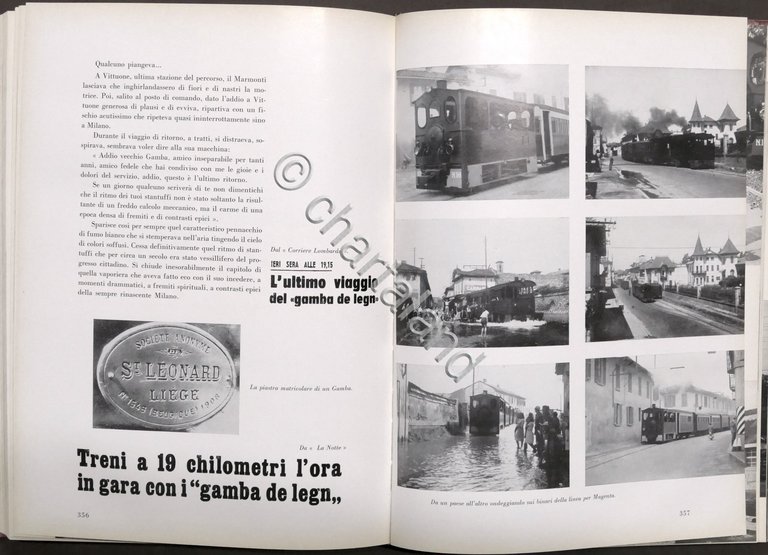 Qualcuno piangeva...
A Vittuone, ultima stazione del percorso, il Marmonti
lasciava che inghirlandassero di fiori e di nastri la mo-
trice. Poi, salito al posto di comando, dato l'addio a Vit-
tuone generosa di plausi e di evviva, ripartiva con un fi-
schio acutissimo che ripeteva quasi ininterrottamente sino
a Milano.
Durante il viaggio di ritorno, a tratti, si distraeva, so-
spirava, sembrava voler dire alla sua macchina:
« Addio vecchio Gamba, amico inseparabile per tanti
anni, amico fedele che hai condiviso con me le gioie e i
dolori del servizio, addio, questo è l'ultimo ritorno.
Se un giorno qualcuno scriverà di te non dimentichi
che il ritmo dei tuoi stantuffi non è stato soltanto la risul-
tante di un freddo calcolo meccanico, ma il carme di una
epoca densa di fremiti e di contrasti epici ».
Sparisce così per sempre quel caratteristico pennacchio
di fumo bianco che si stemperava nell'aria tingendo il cielo
di colori soffusi. Cessa definitivamente quel ritmo di stan-
tuffi che per circa un secolo era stato vessillifero del pro-
gresso cittadino. Si chiude inesorabilmente il capitolo di
quella vaporiera che aveva fatto eco con il suo incedere, a
momenti drammatici, a fremiti spirituali, a contrasti epici
della sempre rinascente Milano.
Dal « Corriere Lombardo
IERI SERA ALLE 19,15
L'ultimo viaggio
del «gamba de legn»
SOCIÉTÉ ANONYME
ST LÉONARD
LIEGE
La piastra matricolare di un Gamba.
Da « La Notte »
Treni a 19 chilometri l'ora
in gara con i "gamba de legn„
356
Da un paese all'altro ondeggiando sui binari della linea per Magenta.
357
© chartaland